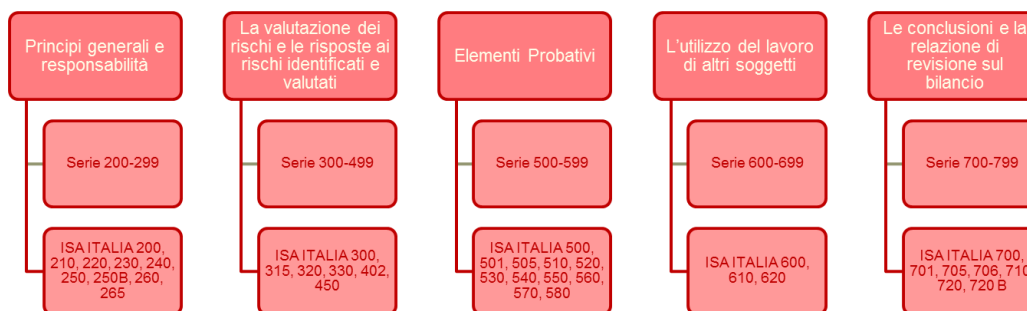 Principi generali e
responsabilità
Serie 200-299
ISA ITALIA 200,
210, 220, 230, 240,
250, 250B, 260,
265
La valutazione dei
rischi e le risposte ai
rischi identificati e
valutati
Serie 300-499
ISA ITALIA 300,
315, 320, 330, 402,
450
Elementi Probativi
Serie 500-599
ISA ITALIA 500,
501, 505, 510, 520,
530, 540, 550, 560,
570, 580
L'utilizzo del lavoro
di altri soggetti
Serie 600-699
ISA ITALIA 600,
610, 620
Le conclusioni e la
relazione di
revisione sul
bilancio
Serie 700-799
ISA ITALIA 700,
701, 705, 706, 710,
720, 720 B